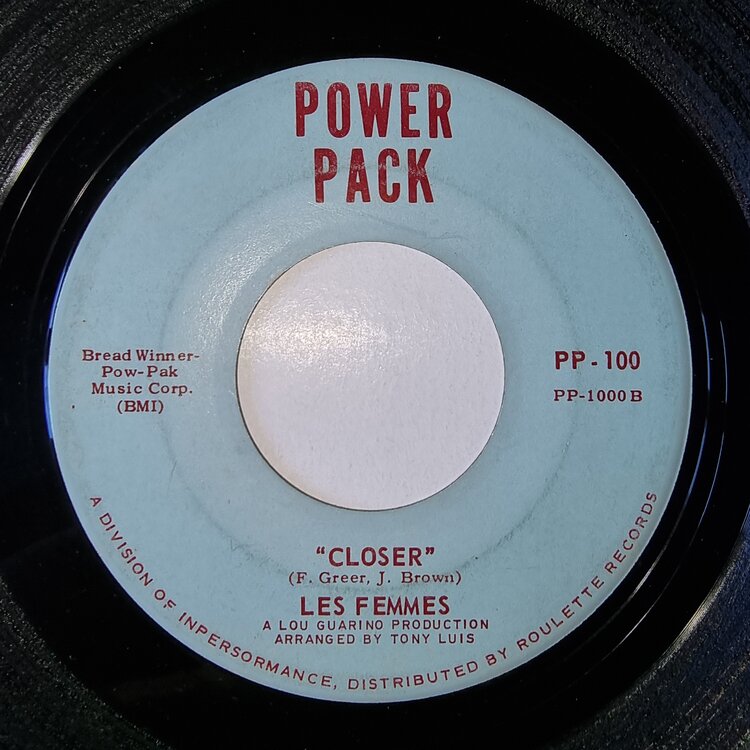 POWER
PACK
Bread Winner-
Pow-Pak
Music Corp.
(BMI)
PP-100
PP-1000 B
"CLOSER"
(F. Greer, J. Brown)
LES FEMMES
A LOU GUARINO PRODUCTION
ARRANGED BY TONY LUIS
A DIVISION OF INPERSORMANCE, DISTRIBUTED BY ROULETTE RECORDS